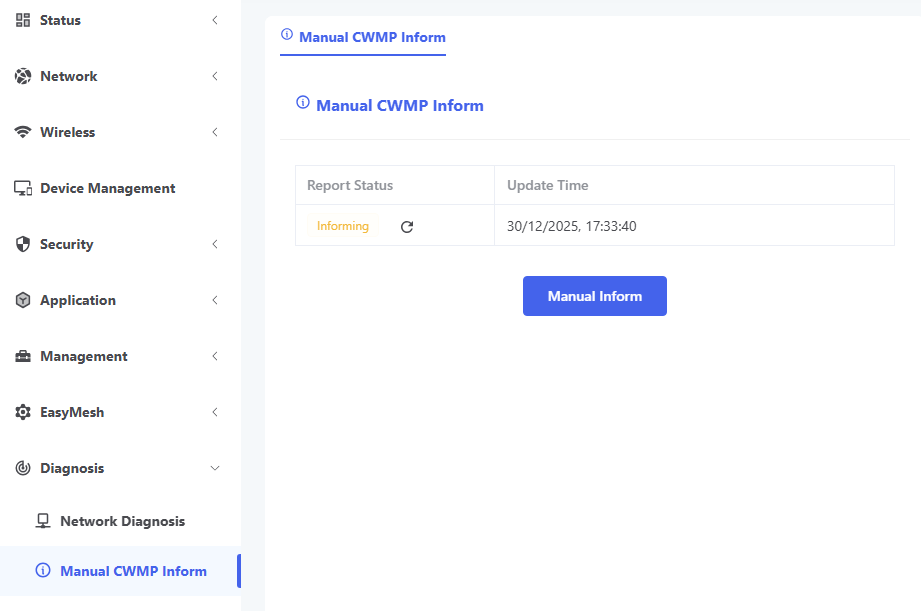 Status
Network
Wireless
Device Management
Security
Application
Management
EasyMesh
Diagnosis
Network Diagnosis
Manual CWMP Inform
Manual CWMP Inform
Manual CWMP Inform
Report Status Update Time
Informing 30/12/2025, 17:33:40
Manual Inform